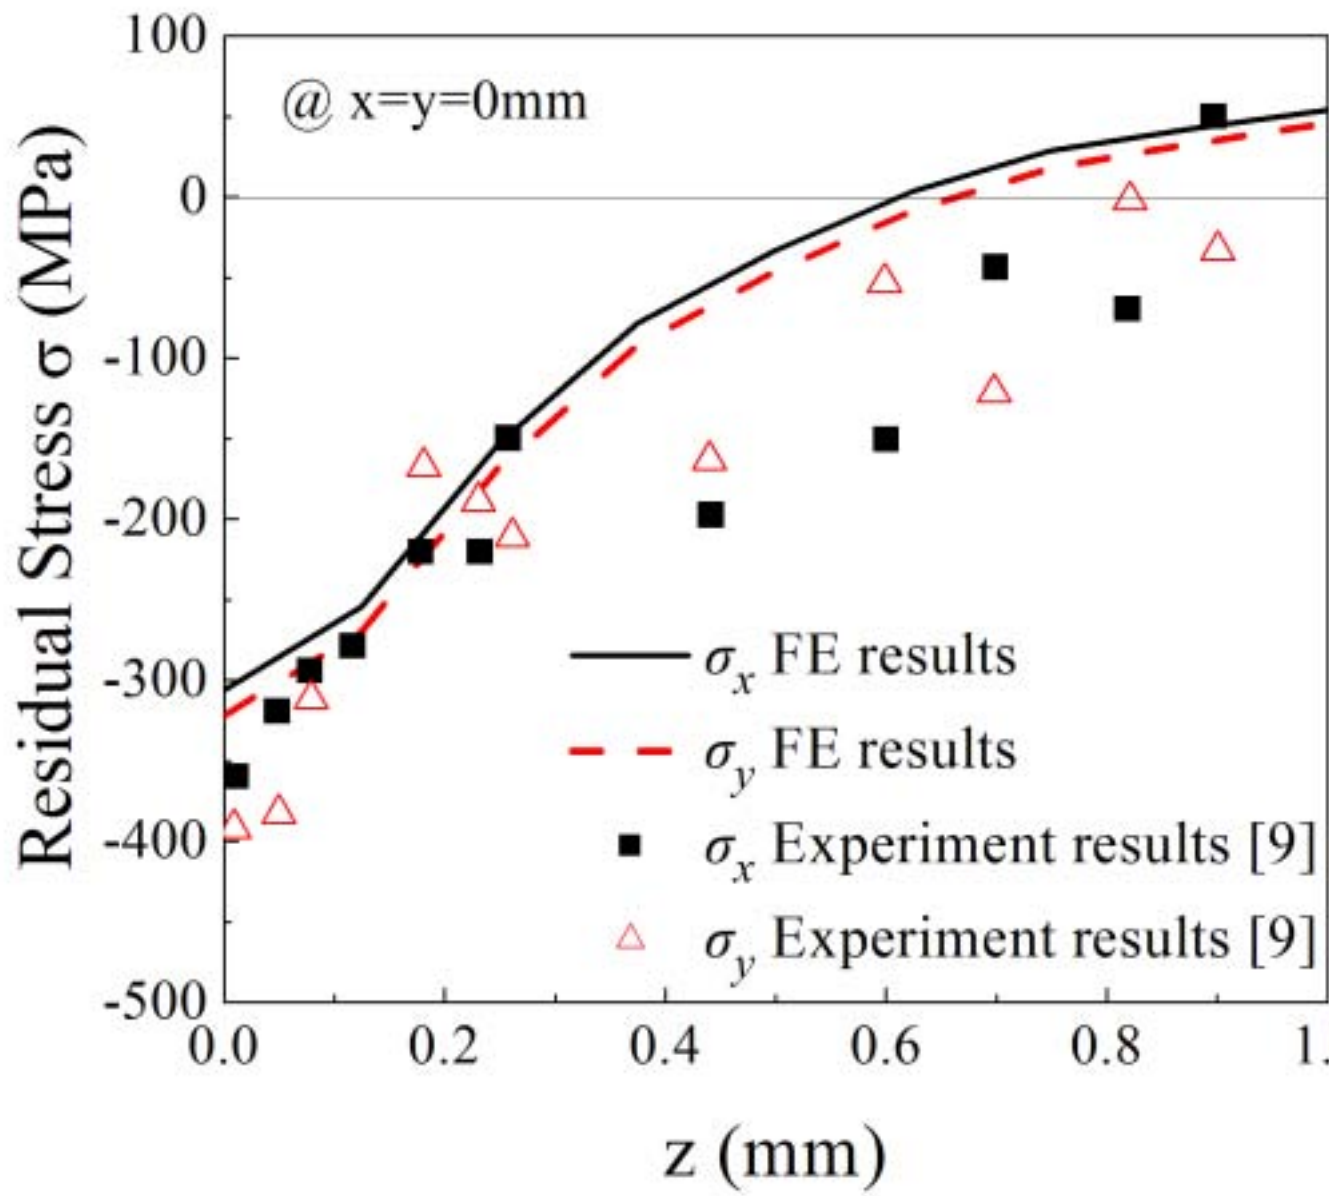 100
0
-100
-200
-300
-400
-500
Residual Stress σ (MPa)
@ x=y=0mm
σx FE results
σy FE results
σx Experiment results [9]
σy Experiment results [9]
0.0 0.2 0.4 0.6 0.8 1.
z (mm)